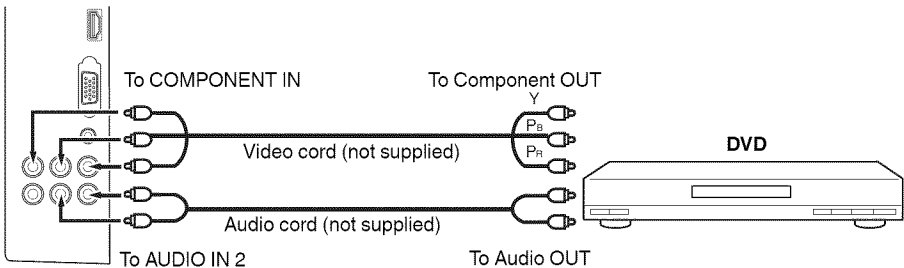 To COMPONENT IN
To Component OUT
Y
PB
PR
DVD
Video cord (not supplied)
Audio cord (not supplied)
To AUDIO IN 2
To Audio OUT